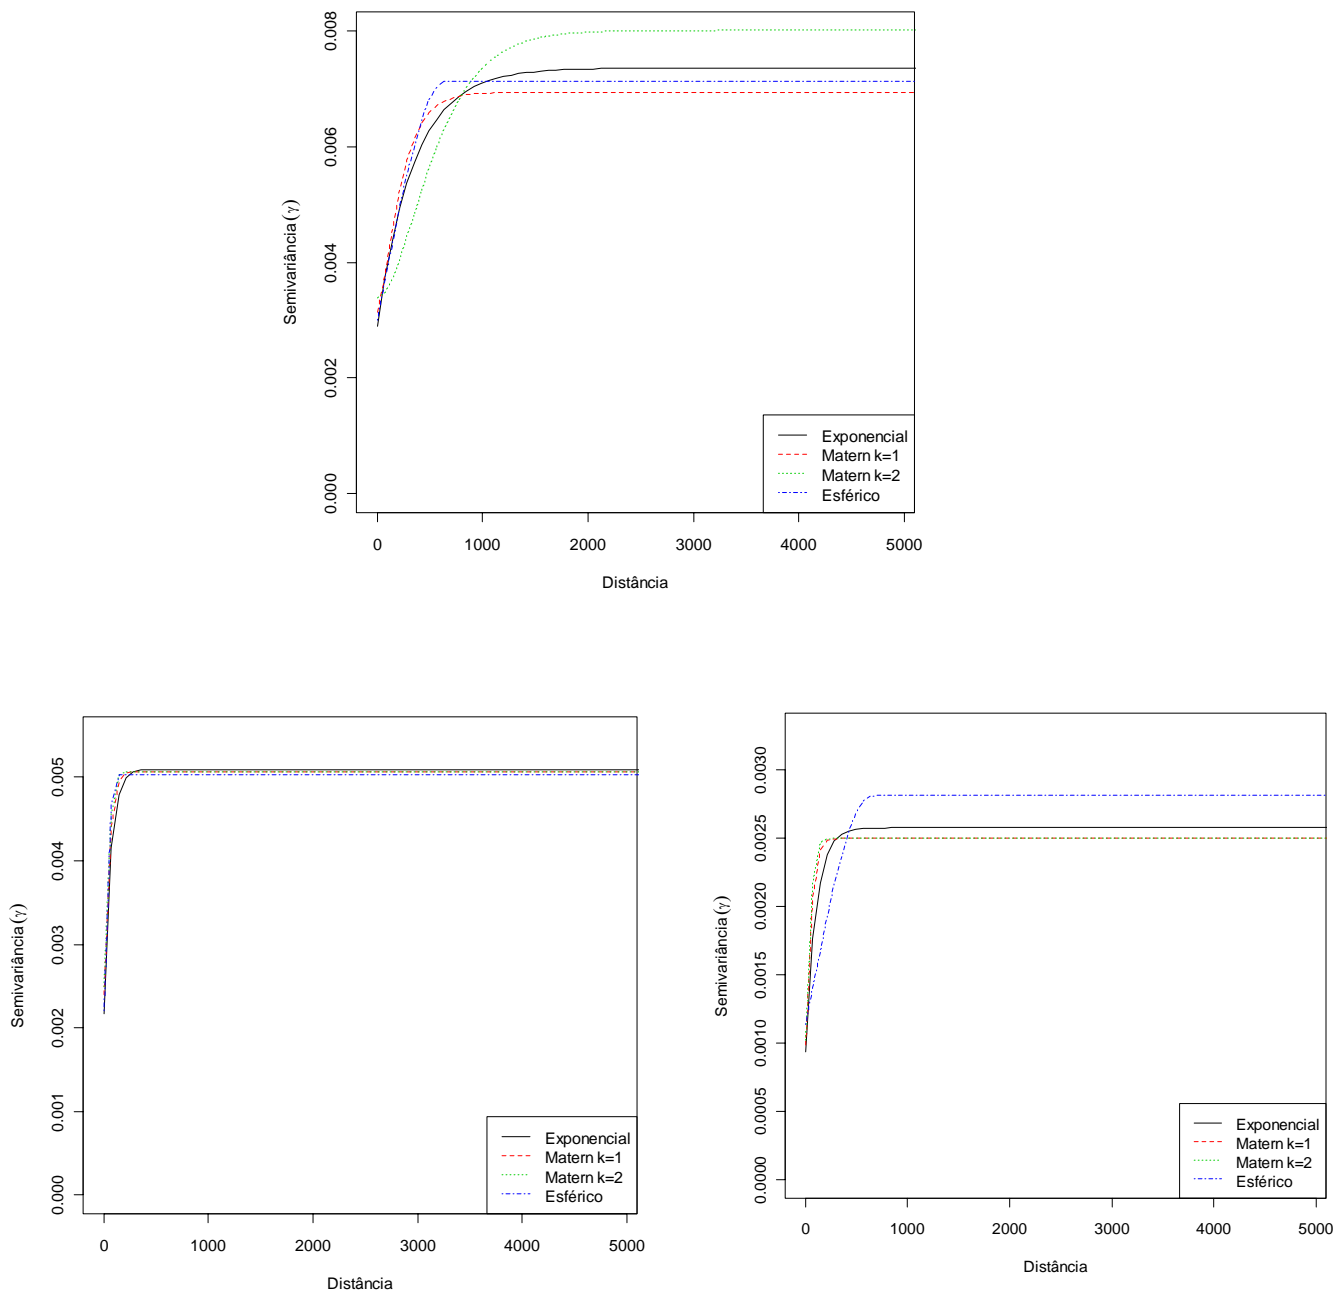 0.008
0.006
0.004
0.002
0.000
Semivariância(γ)
Exponencial
Matern k=1
Matern k=2
Esférico
0 1000 2000 3000 4000 5000
Distância
0.005
0.004
0.003
0.002
0.001
0.000
Semivariância(γ)
Exponencial
Matern k=1
Matern k=2
Esférico
0 1000 2000 3000 4000 5000
Distância
0.0030
0.0025
0.0020
0.0015
0.0010
0.0005
0.0000
Semivariância(γ)
Exponencial
Matern k=1
Matern k=2
Esférico
0 1000 2000 3000 4000 5000
Distância